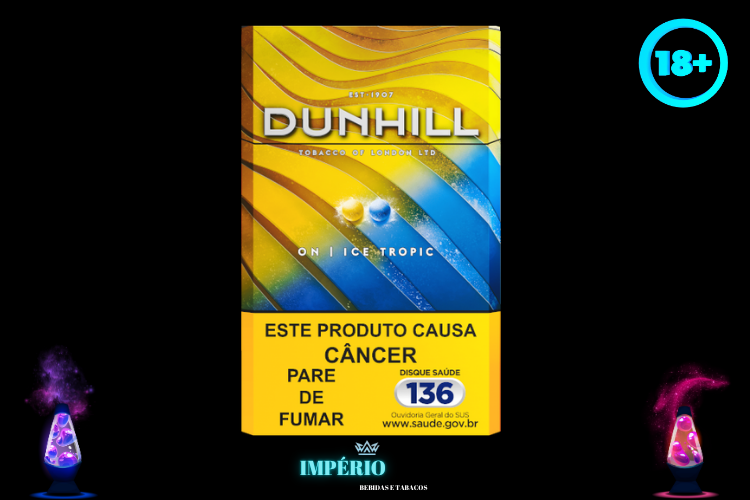 18+
EST. 1907
DUNHILL
TOBACCO OF LONDON LTD
ON | ICE TROPIC
ESTE PRODUTO CAUSA
CÂNCER
PARE
DE
FUMAR
DISQUE SAÚDE
136
Ouvidoria Geral do SUS
www.saude.gov.br
IMPÉRIO
BEBIDAS E TABACOS